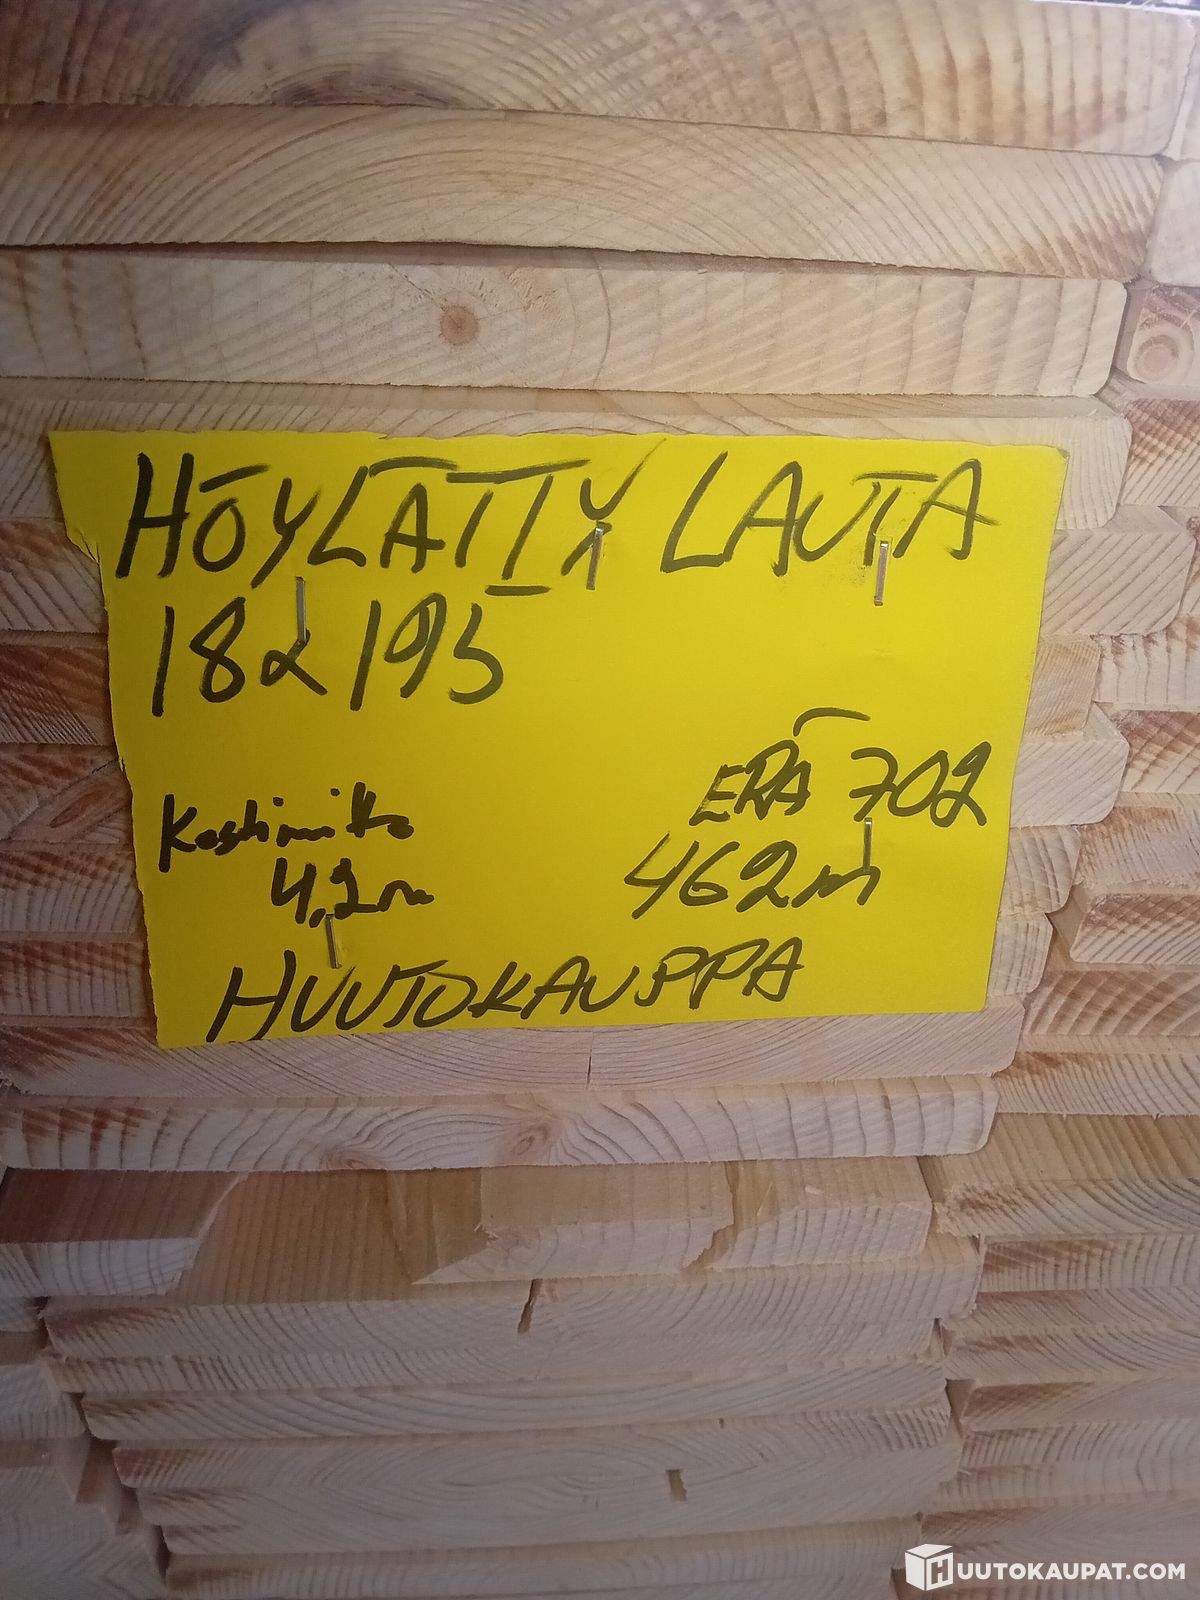 HÖYLÄTTY LAUTA
18x195
ERÄ 702
Keskimitta
4,2m
462m
HUUTOKAUPPA
HUUTOKAUPAT.COM